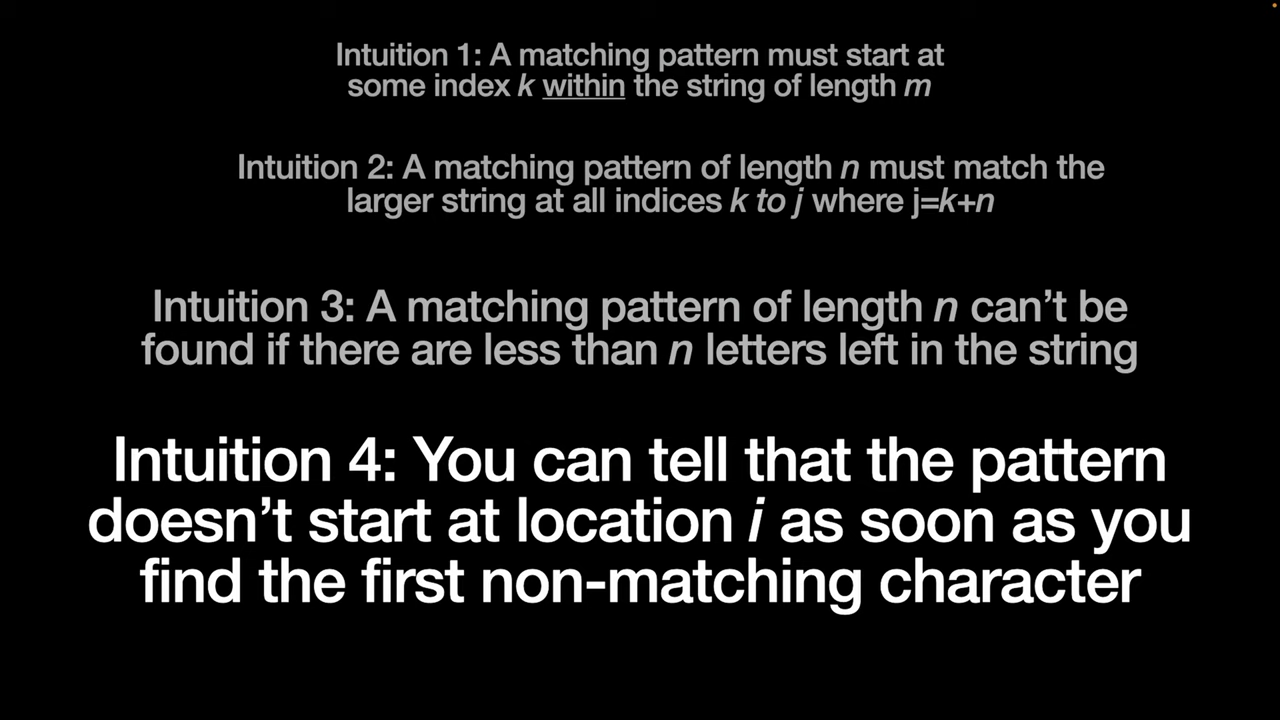 Intuition 1: A matching pattern must start at
some index k within the string of length m
Intuition 2: A matching pattern of length n must match the
larger string at all indices k to j where j=k+n
Intuition 3: A matching pattern of length n can’t be
found if there are less than n letters left in the string
Intuition 4: You can tell that the pattern
doesn’t start at location i as soon as you
find the first non-matching character